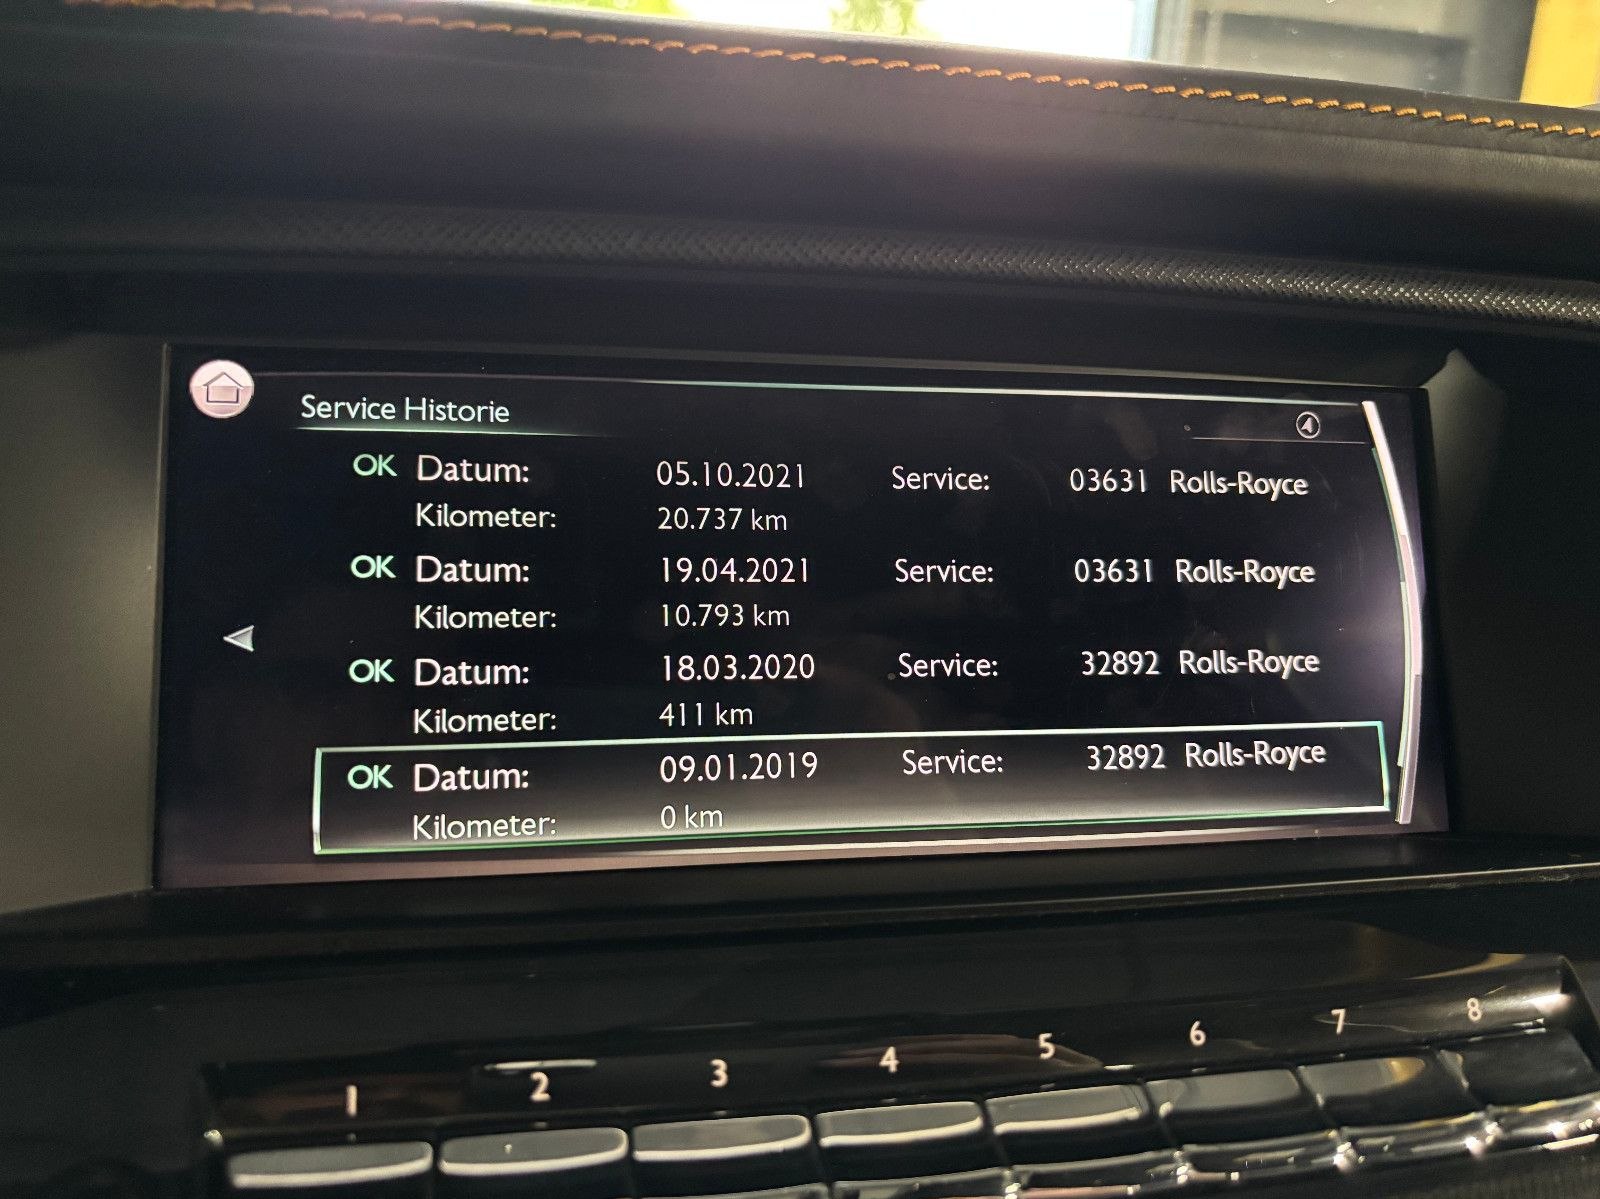 Service Historie
OK Datum: 05.10.2021 Service: 03631 Rolls-Royce
Kilometer: 20.737 km
OK Datum: 19.04.2021 Service: 03631 Rolls-Royce
Kilometer: 10.793 km
OK Datum: 18.03.2020 Service: 32892 Rolls-Royce
Kilometer: 411 km
OK Datum: 09.01.2019 Service: 32892 Rolls-Royce
Kilometer: 0 km
1 2 3 4 5 6 7 8